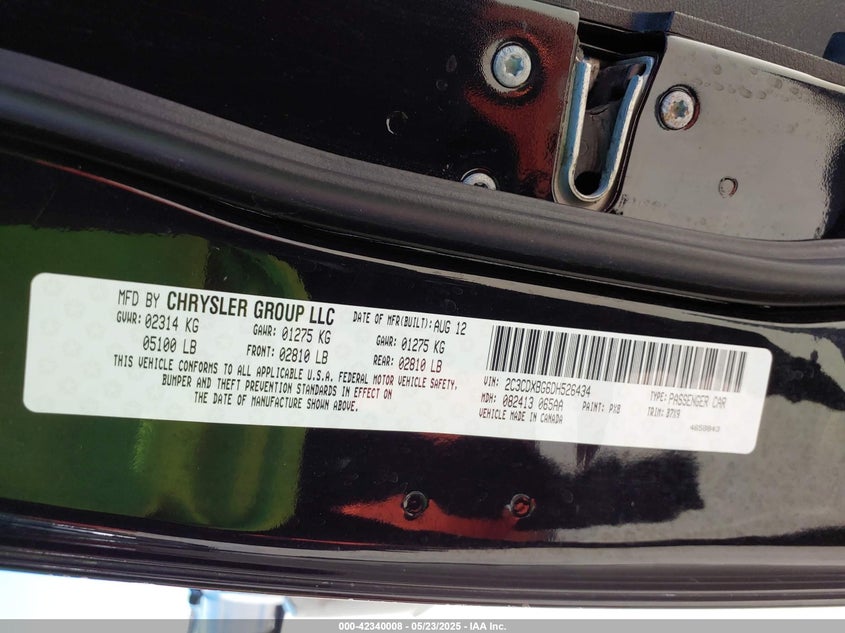 MFD BY CHRYSLER GROUP LLC DATE OF MFR(BUILT): AUG 12
GVWR: 02314 KG GAWR: 01275 KG GAWR: 01275 KG
05100 LB FRONT: 02810 LB REAR: 02810 LB
THIS VEHICLE CONFORMS TO ALL APPLICABLE U.S.A. FEDERAL MOTOR VEHICLE SAFETY,
BUMPER AND THEFT PREVENTION STANDARDS IN EFFECT ON
THE DATE OF MANUFACTURE SHOWN ABOVE.
VIN: 2C3CDXBG6DH526434 TYPE: PASSENGER CAR
MDH: 082413 065AA PAINT: PX8 TRIM: B7X9
VEHICLE MADE IN CANADA 4658843
000-42340008 — 05/23/2025 — IAA Inc.